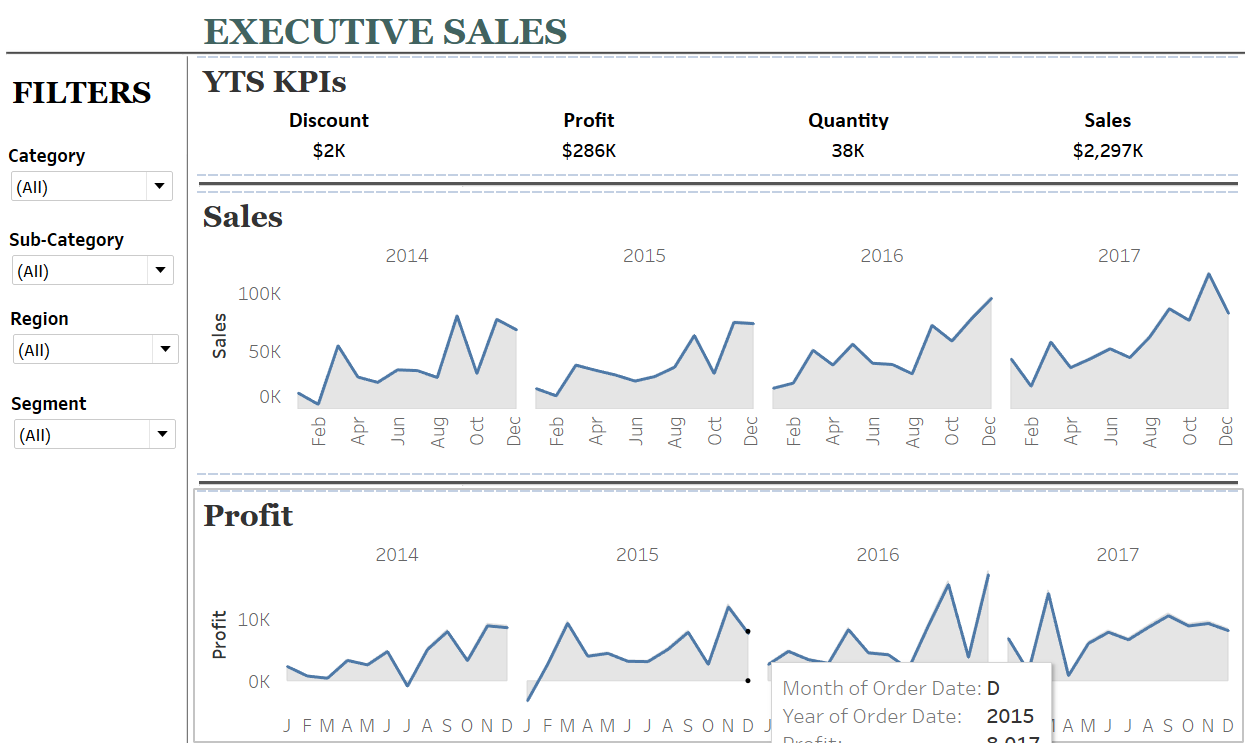 EXECUTIVE SALES
FILTERS
Category
(All)
Sub-Category
(All)
Region
(All)
Segment
(All)
YTS KPIs
Discount Profit Quantity Sales
$2K $286K 38K $2,297K
Sales
2014 2015 2016 2017
Sales
100K
50K
0K
Feb Apr Jun Aug Oct Dec Feb Apr Jun Aug Oct Dec Feb Apr Jun Aug Oct Dec Feb Apr Jun Aug Oct Dec
Profit
2014 2015 2016 2017
Profit
10K
0K
J F M A M J J A S O N D J F M A M J J A S O N D J A M J J A S O N D
Month of Order Date: D
Year of Order Date: 2015
Profit: 8,017